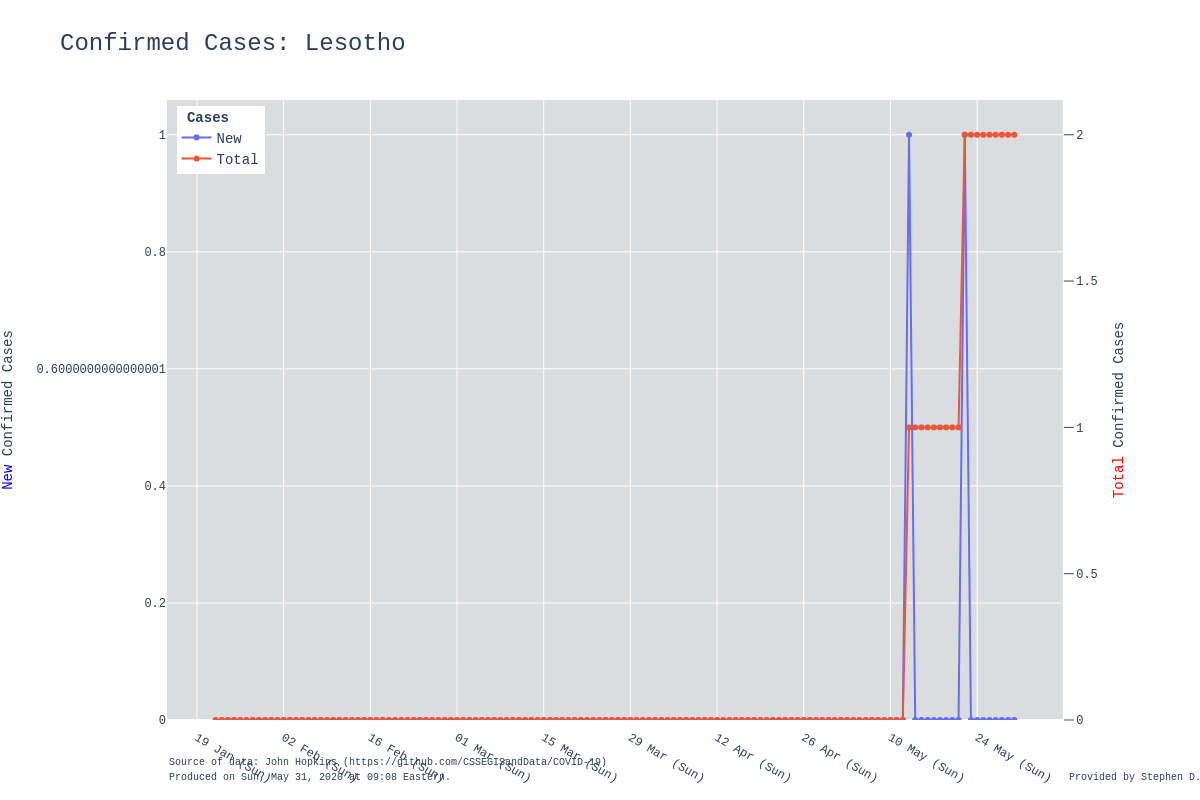 Confirmed Cases: Lesotho
Cases
New
Total
1
0.8
0.6000000000000001
0.4
0.2
0
2
1.5
1
0.5
0
New Confirmed Cases
Total Confirmed Cases
19 Jan (Sun)
02 Feb (Sun)
16 Feb (Sun)
01 Mar (Sun)
15 Mar (Sun)
29 Mar (Sun)
12 Apr (Sun)
26 Apr (Sun)
10 May (Sun)
24 May (Sun)
Source of data: John Hopkins (https://github.com/CSSEGISandData/COVID-19)
Produced on Sun, May 31, 2020 at 09:08 Eastern.
Provided by Stephen D.